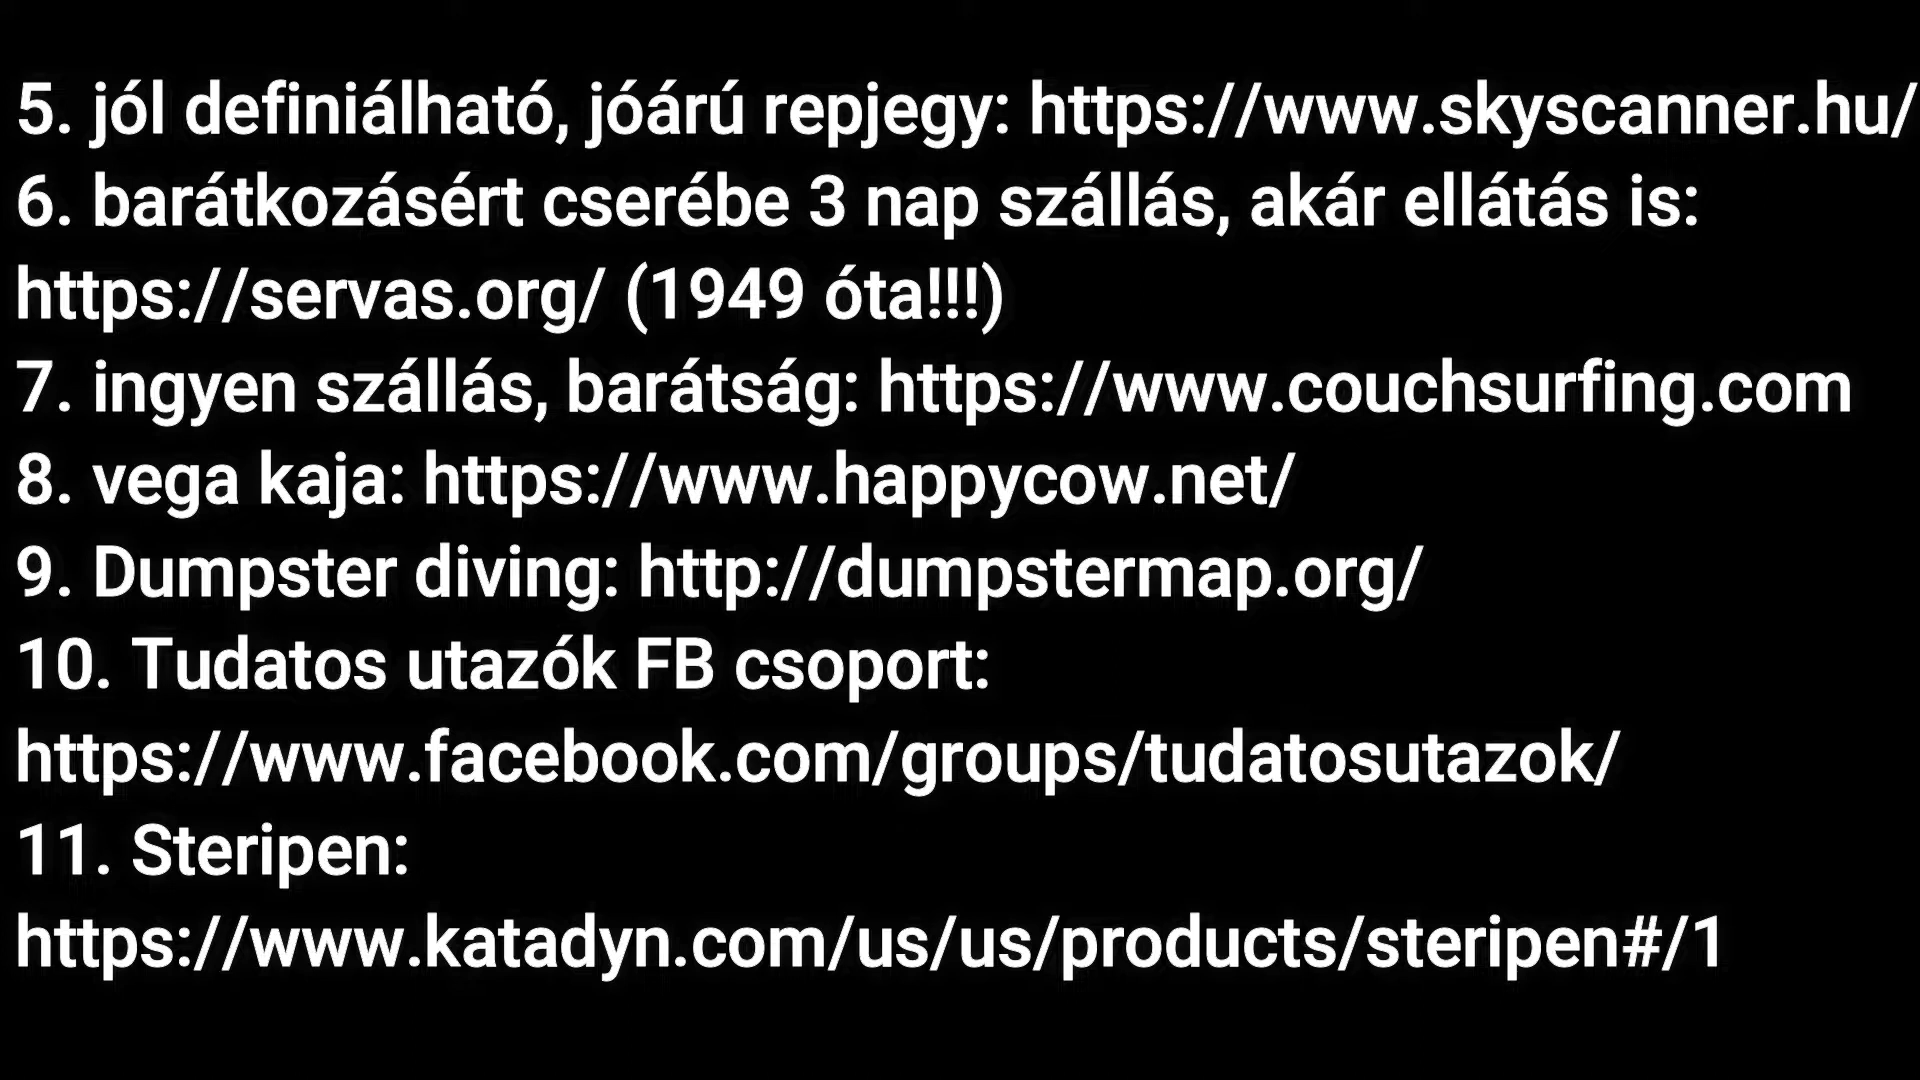 5. jól definiálható, jóárú repjegy: https://www.skyscanner.hu/
6. barátkozásért cserébe 3 nap szállás, akár ellátás is:
https://servas.org/ (1949 óta!!!)
7. ingyen szállás, barátság: https://www.couchsurfing.com
8. vega kaja: https://www.happycow.net/
9. Dumpster diving: http://dumpstermap.org/
10. Tudatos utazók FB csoport:
https://www.facebook.com/groups/tudatosutazok/
11. Steripen:
https://www.katadyn.com/us/us/products/steripen#/1